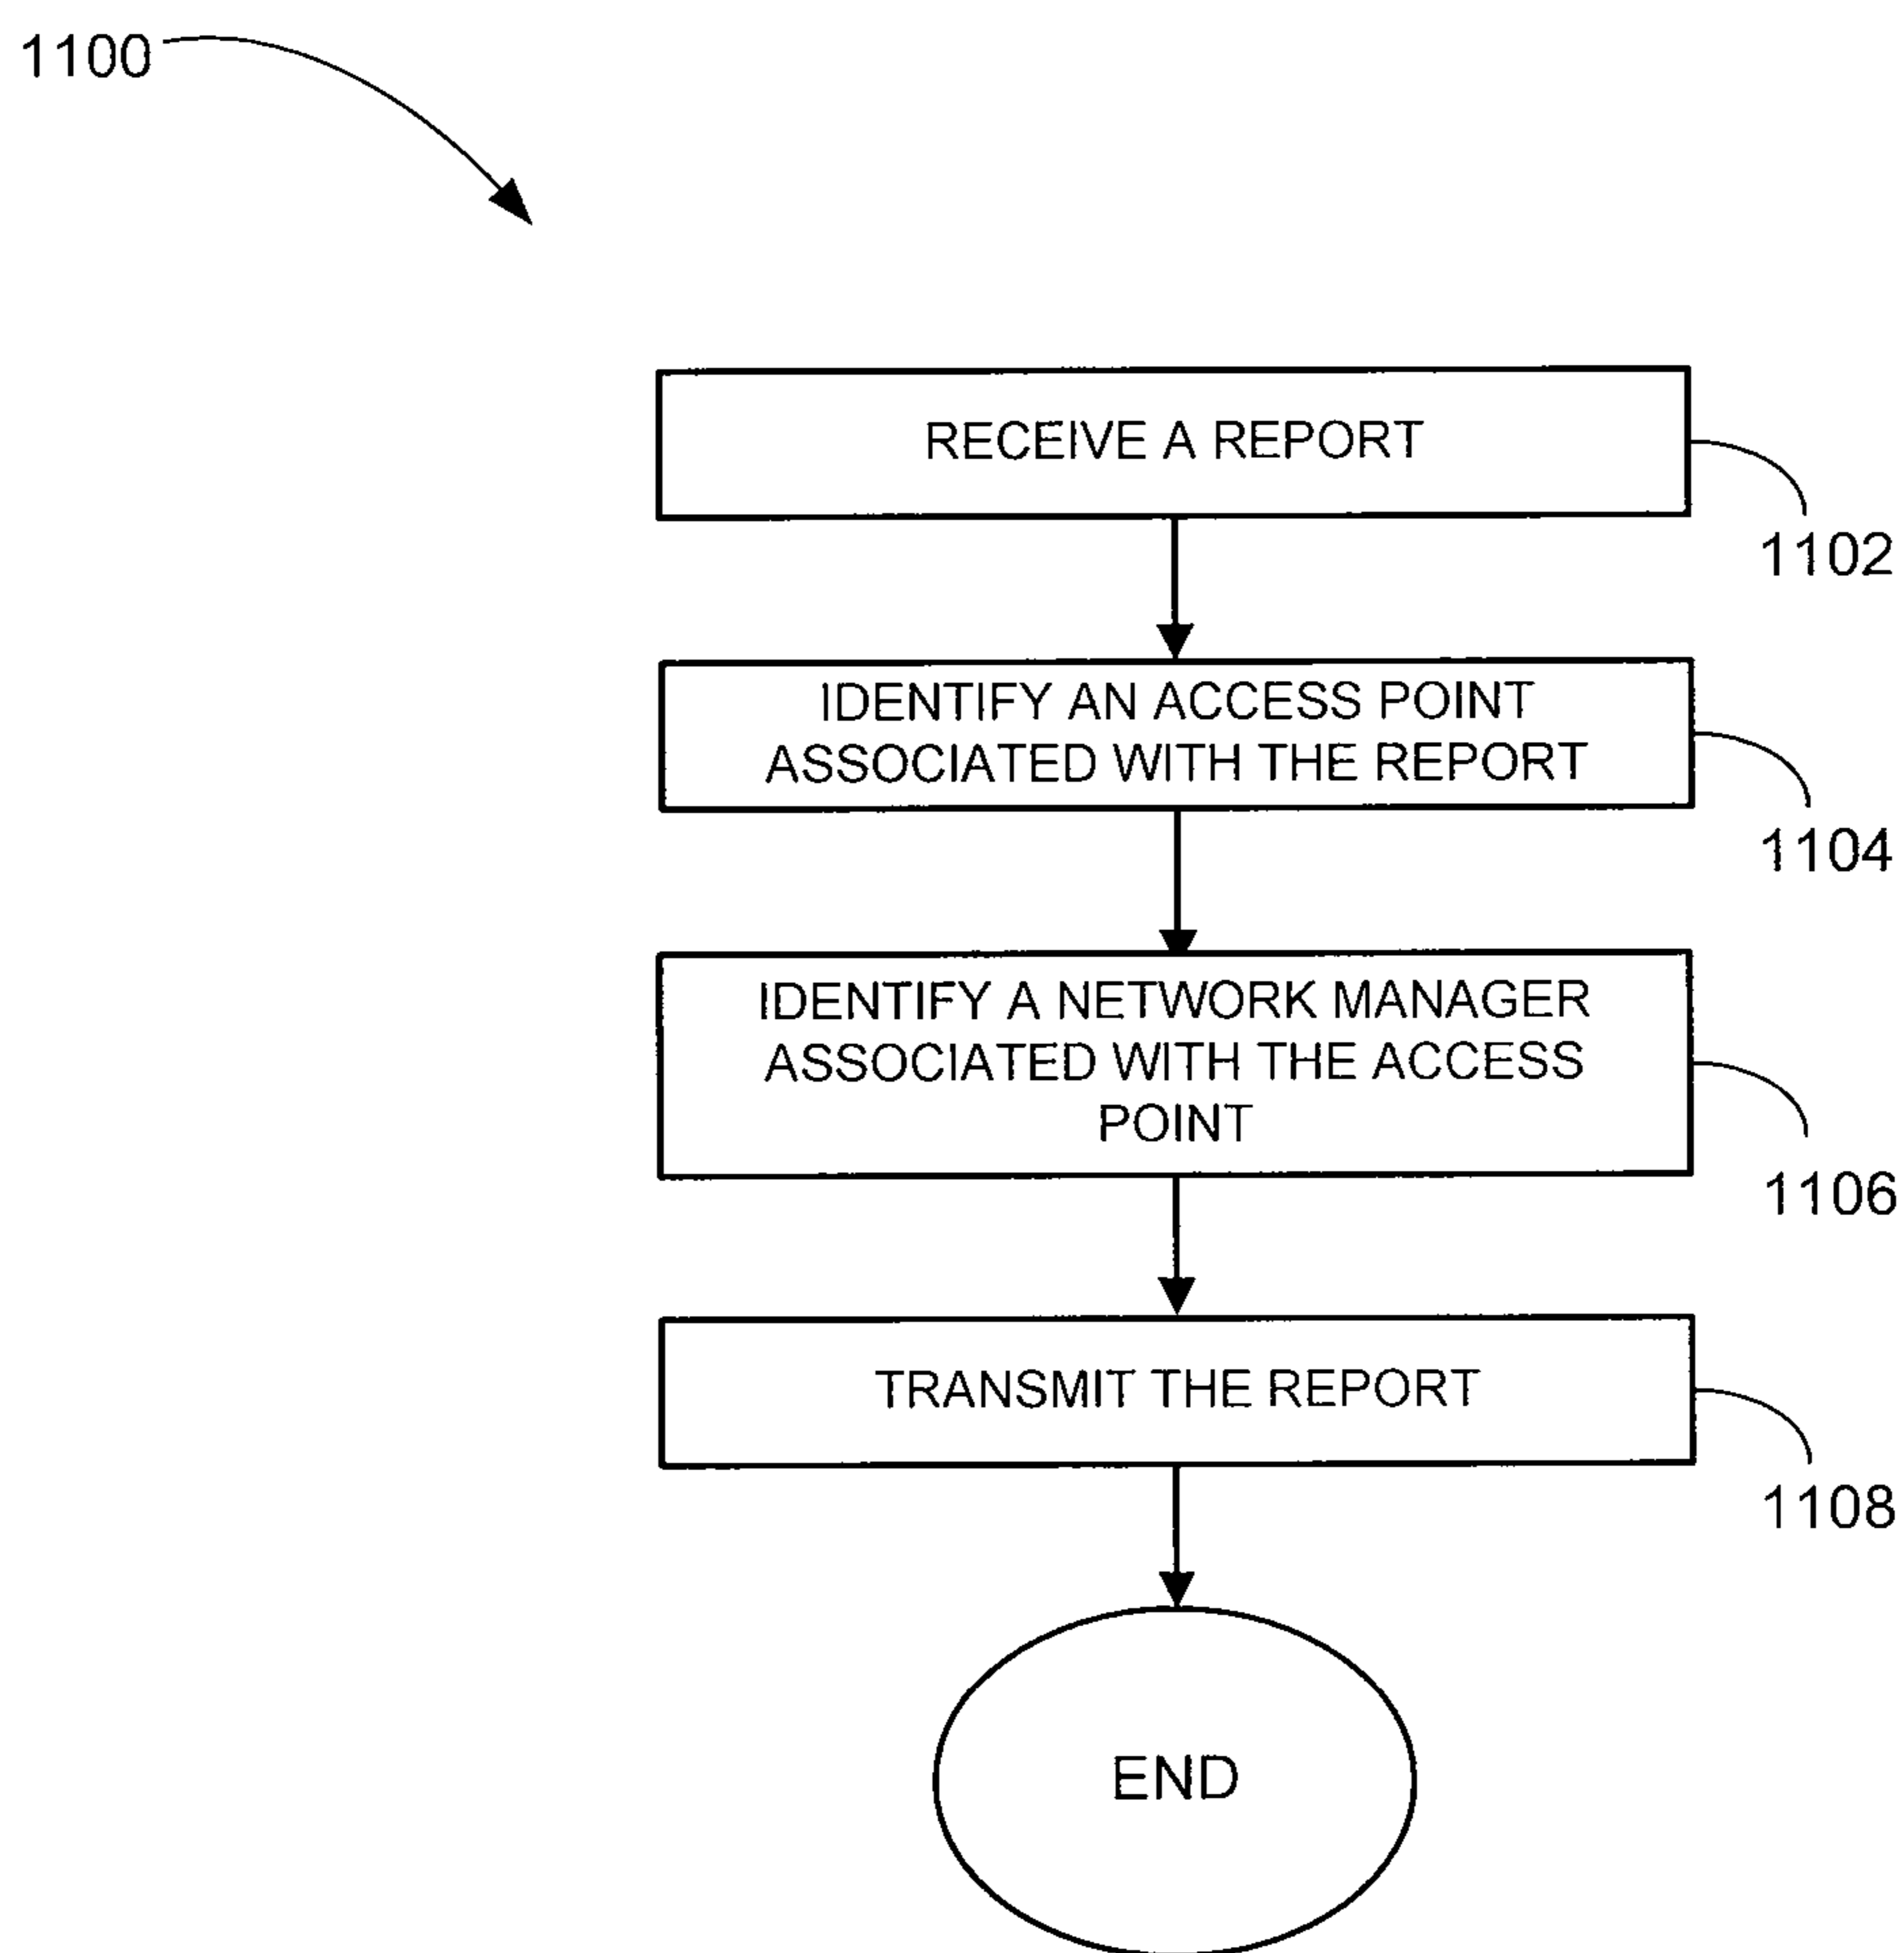 1100
RECEIVE A REPORT
1102
IDENTIFY AN ACCESS POINT
ASSOCIATED WITH THE REPORT
1104
IDENTIFY A NETWORK MANAGER
ASSOCIATED WITH THE ACCESS
POINT
1106
TRANSMIT THE REPORT
1108
END